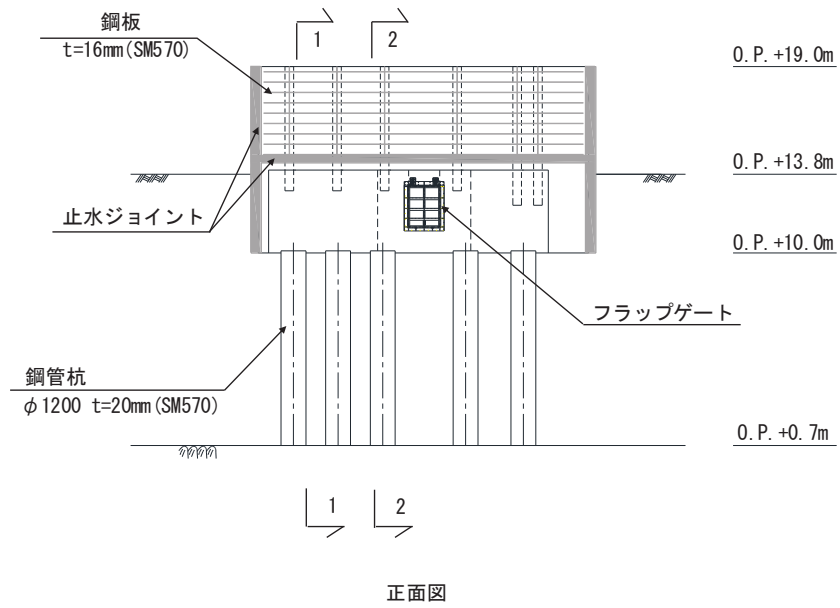 鋼板
t=16mm(SM570)
1
2
O.P.+19.0m
O.P.+13.8m
止水ジョイント
O.P.+10.0m
フラップゲート
鋼管杭
φ1200 t=20mm(SM570)
O.P.+0.7m
1
2
正面図